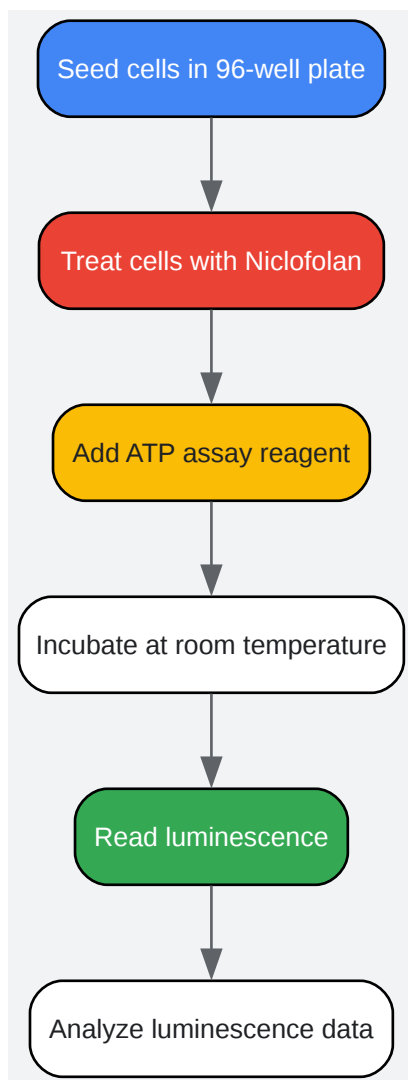 Seed cells in 96-well plate
Treat cells with Niclofolan
Add ATP assay reagent
Incubate at room temperature
Read luminescence
Analyze luminescence data